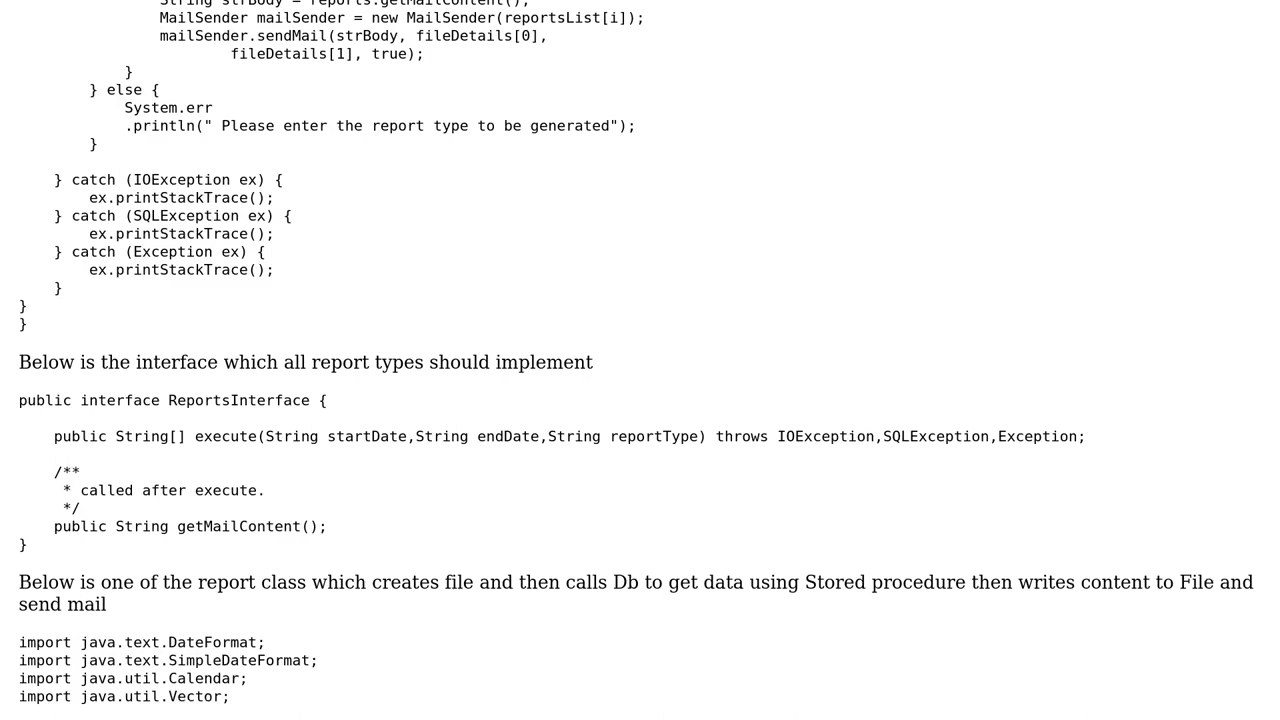 String strBody = reports.getMailContent();
MailSender mailSender = new MailSender(reportsList[i]);
mailSender.sendMail(strBody, fileDetails[0],
fileDetails[1], true);
}
} else {
System.err
.println(" Please enter the report type to be generated");
}
} catch (IOException ex) {
ex.printStackTrace();
} catch (SQLException ex) {
ex.printStackTrace();
} catch (Exception ex) {
ex.printStackTrace();
}
}
}
Below is the interface which all report types should implement
public interface ReportsInterface {
public String[] execute(String startDate,String endDate,String reportType) throws IOException,SQLException,Exception;
/**
* called after execute.
*/
public String getMailContent();
}
Below is one of the report class which creates file and then calls Db to get data using Stored procedure then writes content to File and
send mail
import java.text.DateFormat;
import java.text.SimpleDateFormat;
import java.util.Calendar;
import java.util.Vector;